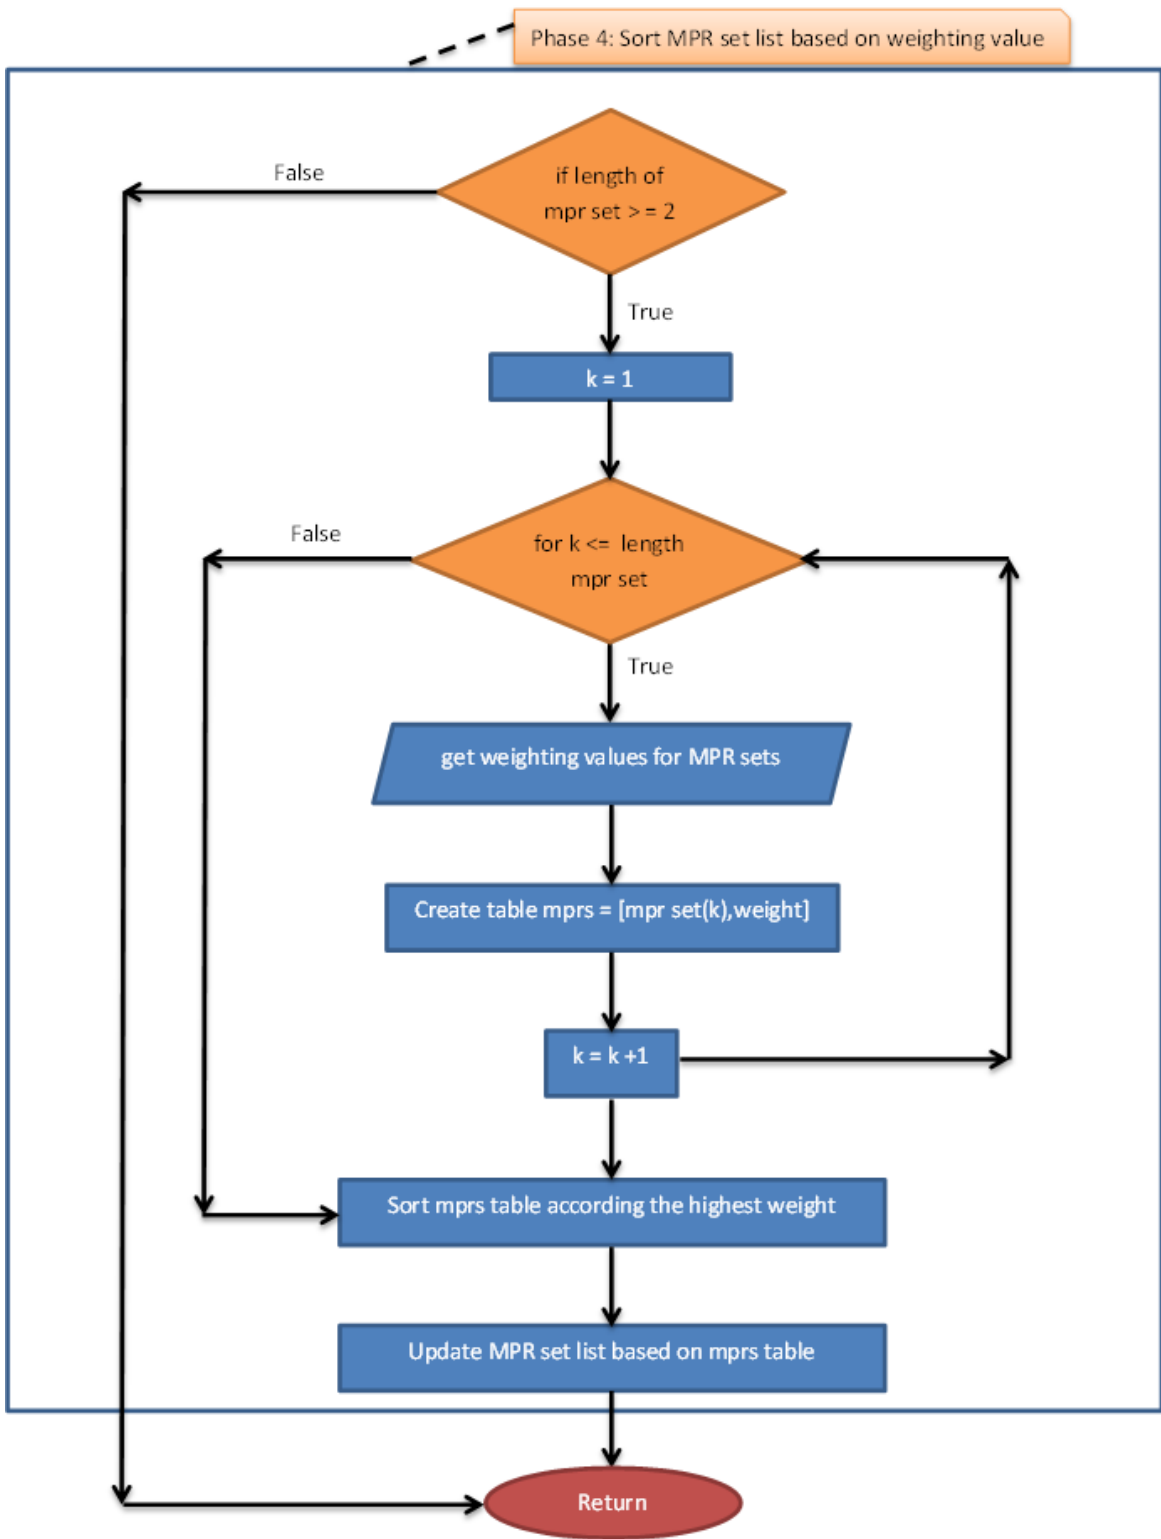 Phase 4: Sort MPR set list based on weighting value
False
if length of
mpr set > = 2
True
k = 1
False
for k <= length
mpr set
True
get weighting values for MPR sets
Create table mprs = [mpr set(k),weight]
k = k +1
Sort mprs table according the highest weight
Update MPR set list based on mprs table
Return